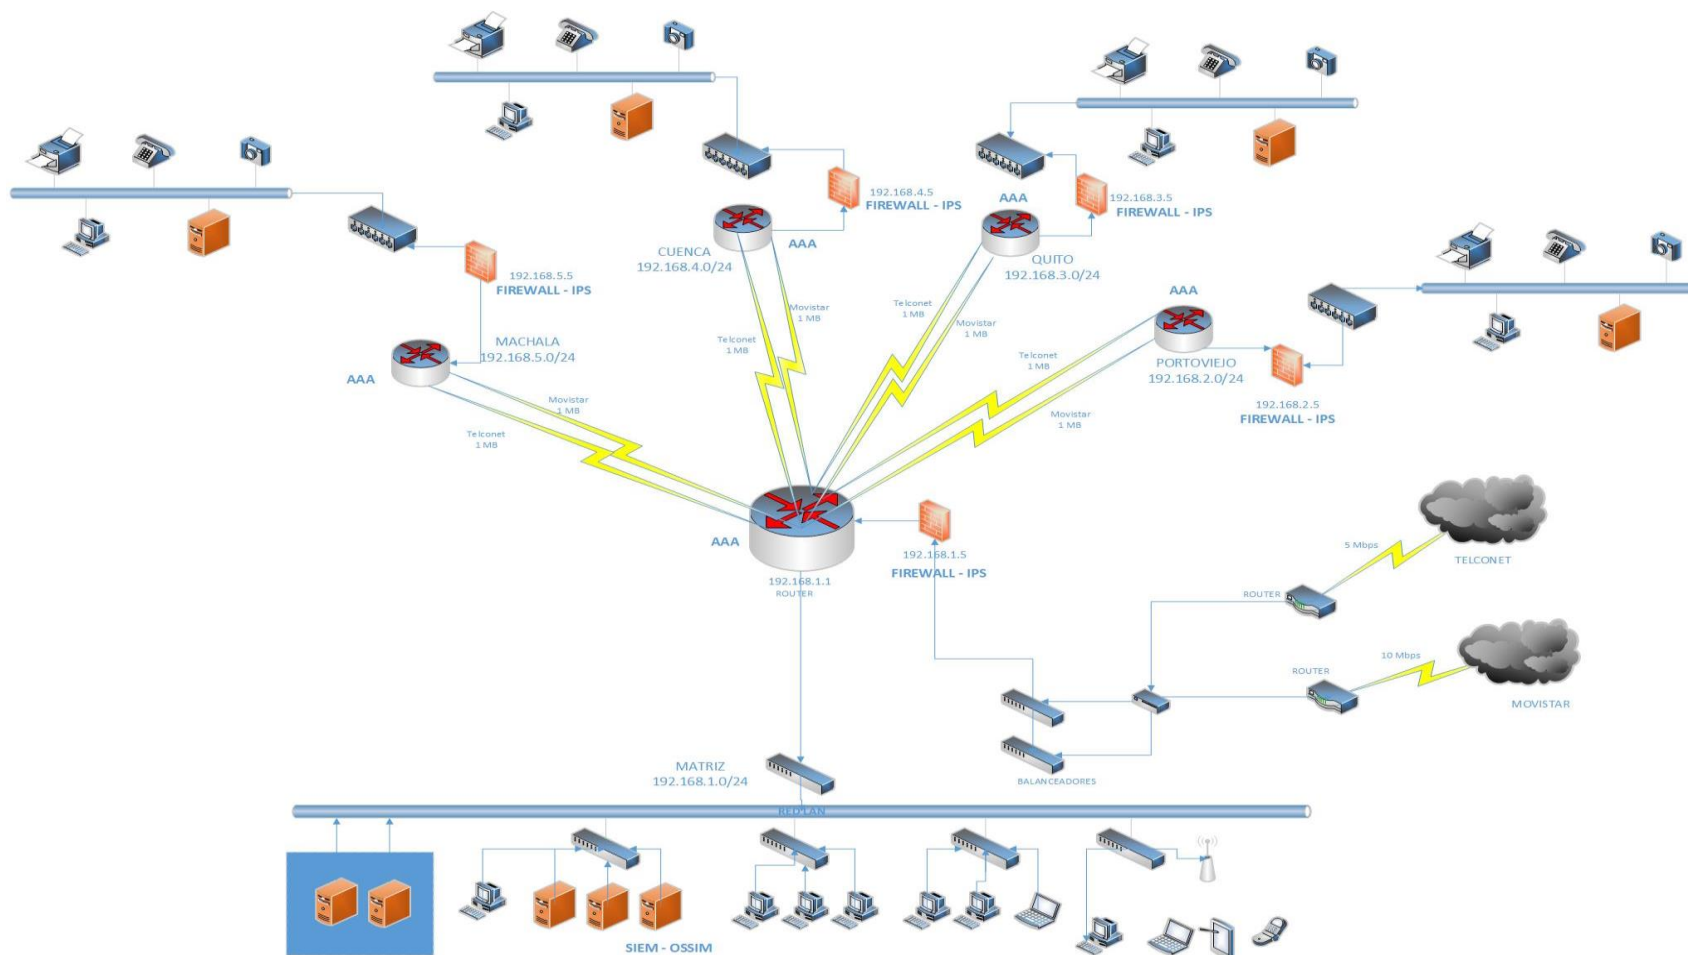 192.168.4.5
FIREWALL - IPS
AAA
CUENCA
192.168.4.0/24
AAA
192.168.3.5
FIREWALL - IPS
QUITO
192.168.3.0/24
192.168.5.5
FIREWALL - IPS
MACHALA
192.168.5.0/24
AAA
AAA
PORTOVIEJO
192.168.2.0/24
192.168.2.5
FIREWALL - IPS
Movistar
1 MB
Telconet
1 MB
Telconet
1 MB
Movistar
1 MB
Telconet
1 MB
Movistar
1 MB
Movistar
1 MB
Telconet
1 MB
AAA
192.168.1.1
ROUTER
192.168.1.5
FIREWALL - IPS
5 Mbps
TELCONET
ROUTER
10 Mbps
ROUTER
MOVISTAR
BALANCEADORES
MATRIZ
192.168.1.0/24
RED LAN
SIEM - OSSIM